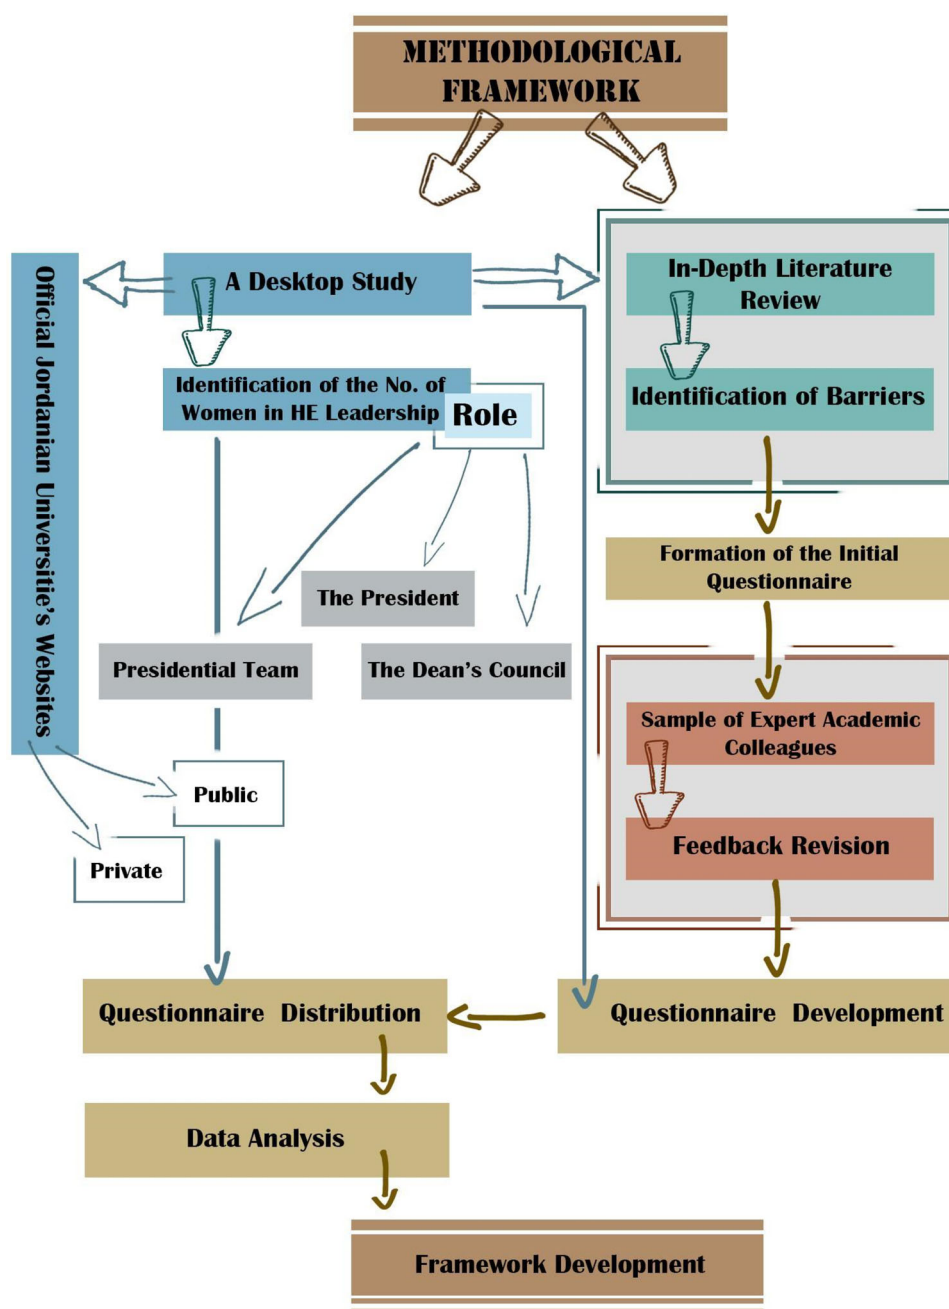 METHODOLOGICAL
FRAMEWORK
Official Jordanian Universitie's Websites
A Desktop Study
In-Depth Literature
Review
Identification of the No. of
Women in HE Leadership
Role
Identification of Barriers
Formation of the Initial
Questionnaire
The President
Presidential Team
The Dean's Council
Sample of Expert Academic
Colleagues
Public
Private
Feedback Revision
Questionnaire Distribution
Questionnaire Development
Data Analysis
Framework Development